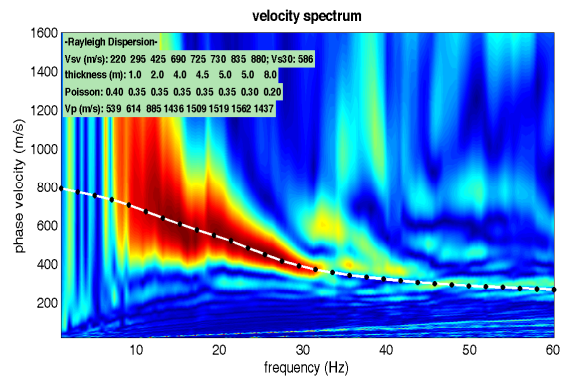 velocity spectrum
-Rayleigh Dispersion-
Vsv (m/s): 220 295 425 690 725 730 835 880; Vs30: 586
thickness (m): 1.0 2.0 4.0 4.5 5.0 5.0 8.0
Poisson: 0.40 0.35 0.35 0.35 0.35 0.35 0.30 0.20
Vp (m/s): 539 614 885 1436 1509 1519 1562 1437
1600
1400
1200
1000
800
600
400
200
phase velocity (m/s)
10 20 30 40 50 60
frequency (Hz)